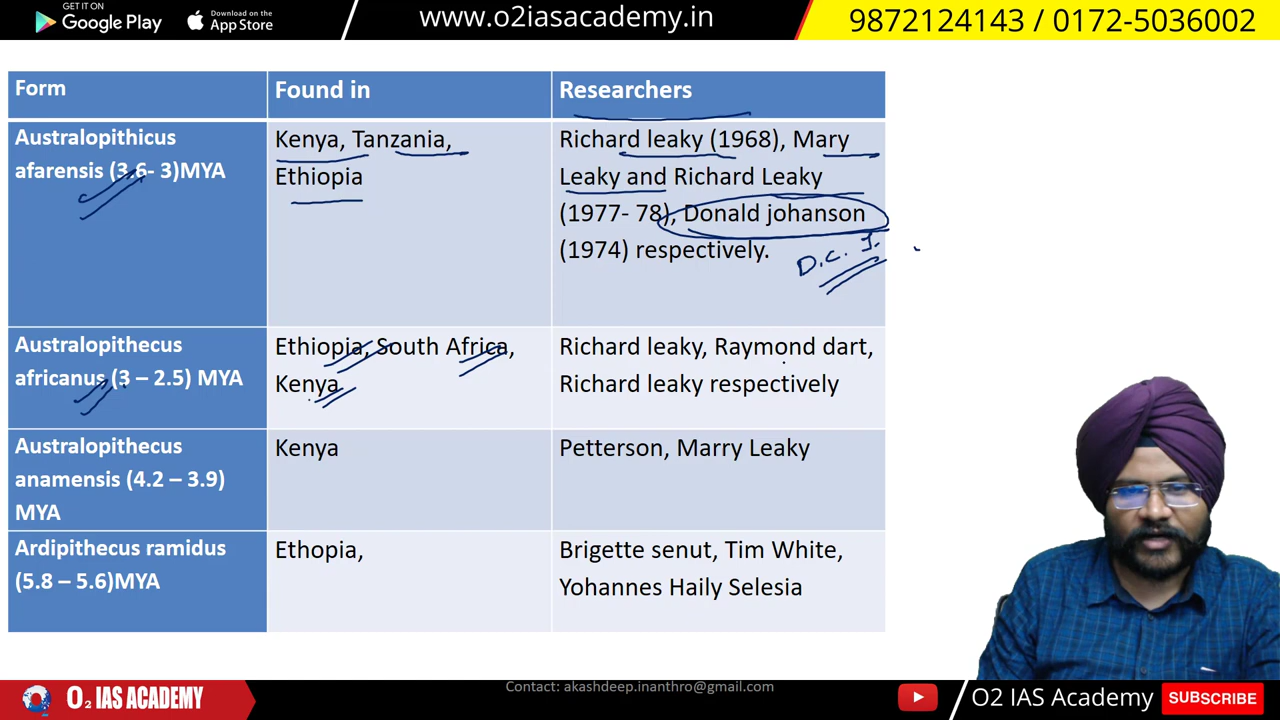 GET IT ON
Google Play
Download on the
App Store
www.o2iasacademy.in
9872124143 / 0172-5036002
Form
Found in
Researchers
Australopithicus
afarensis (3.6- 3)MYA
Kenya, Tanzania,
Ethiopia
Richard leaky (1968), Mary
Leaky and Richard Leaky
(1977- 78), Donald johanson
(1974) respectively.
D.C. J.
Australopithecus
africanus (3 – 2.5) MYA
Ethiopia, South Africa,
Kenya
Richard leaky, Raymond dart,
Richard leaky respectively
Australopithecus
anamensis (4.2 – 3.9)
MYA
Kenya
Petterson, Marry Leaky
Ardipithecus ramidus
(5.8 – 5.6)MYA
Ethopia,
Brigette senut, Tim White,
Yohannes Haily Selesia
O2 IAS ACADEMY
Contact: akashdeep.inanthro@gmail.com
O2 IAS Academy
SUBSCRIBE